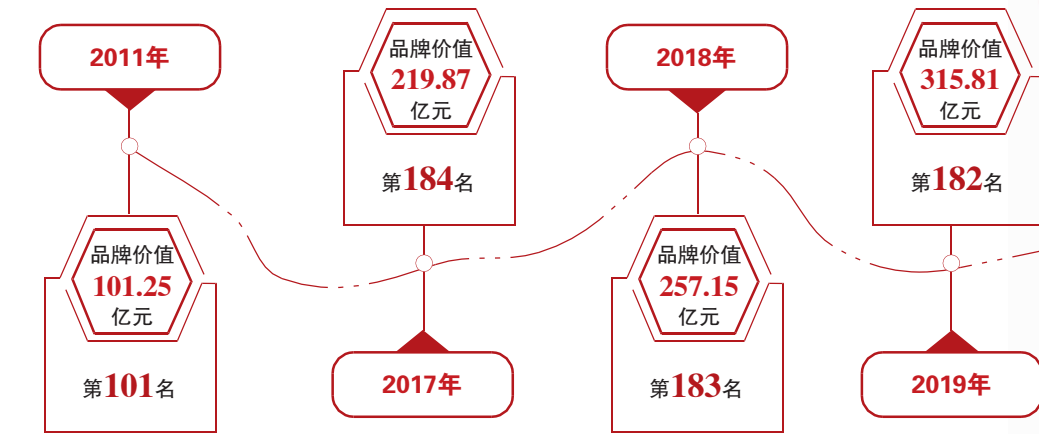 2011年
品牌价值
101.25
亿元
第101名
品牌价值
219.87
亿元
第184名
2017年
2018年
品牌价值
257.15
亿元
第183名
品牌价值
315.81
亿元
第182名
2019年